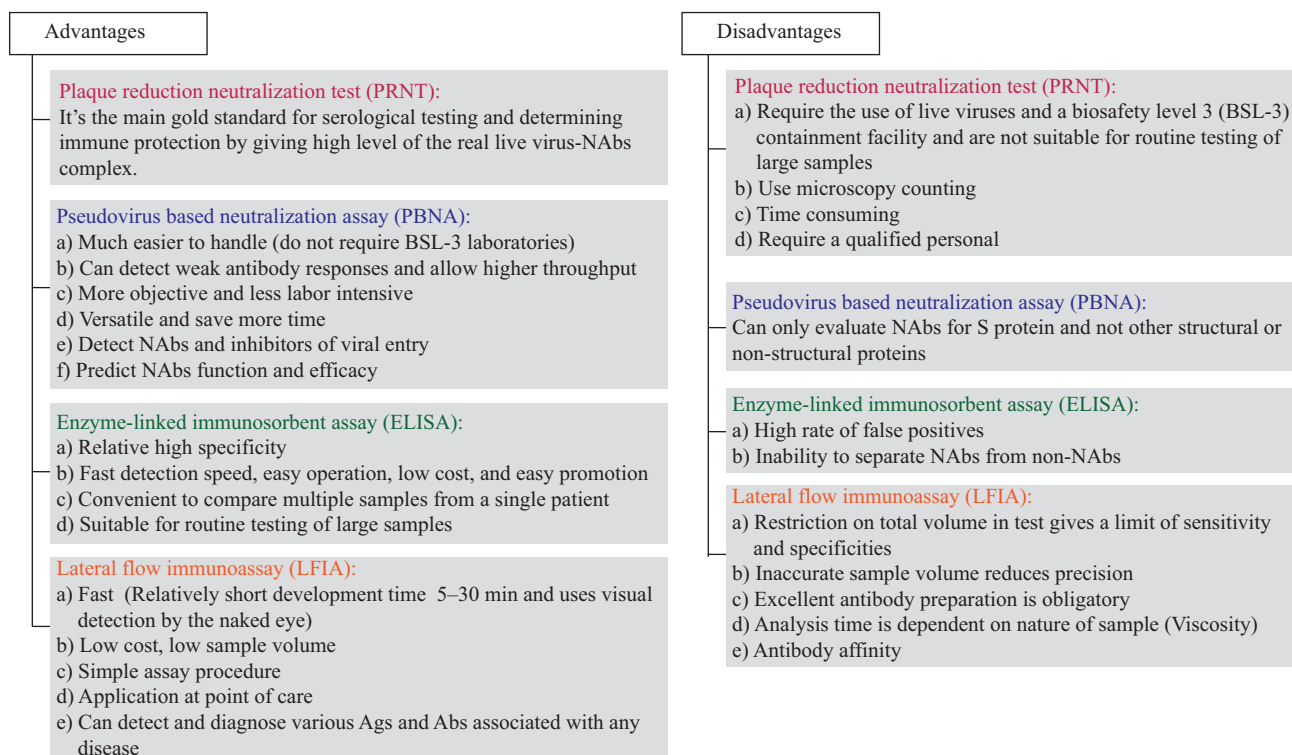 Advantages
Plaque reduction neutralization test (PRNT):
It's the main gold standard for serological testing and determining
immune protection by giving high level of the real live virus-NAbs
complex.
Pseudovirus based neutralization assay (PBNA):
a) Much easier to handle (do not require BSL-3 laboratories)
b) Can detect weak antibody responses and allow higher throughput
c) More objective and less labor intensive
d) Versatile and save more time
e) Detect NAbs and inhibitors of viral entry
f) Predict NAbs function and efficacy
Enzyme-linked immunosorbent assay (ELISA):
a) Relative high specificity
b) Fast detection speed, easy operation, low cost, and easy promotion
c) Convenient to compare multiple samples from a single patient
d) Suitable for routine testing of large samples
Lateral flow immunoassay (LFIA):
a) Fast (Relatively short development time 5–30 min and uses visual
detection by the naked eye)
b) Low cost, low sample volume
c) Simple assay procedure
d) Application at point of care
e) Can detect and diagnose various Ags and Abs associated with any
disease
Disadvantages
Plaque reduction neutralization test (PRNT):
a) Require the use of live viruses and a biosafety level 3 (BSL-3)
containment facility and are not suitable for routine testing of
large samples
b) Use microscopy counting
c) Time consuming
d) Require a qualified personal
Pseudovirus based neutralization assay (PBNA):
Can only evaluate NAbs for S protein and not other structural or
non-structural proteins
Enzyme-linked immunosorbent assay (ELISA):
a) High rate of false positives
b) Inability to separate NAbs from non-NAbs
Lateral flow immunoassay (LFIA):
a) Restriction on total volume in test gives a limit of sensitivity
and specificities
b) Inaccurate sample volume reduces precision
c) Excellent antibody preparation is obligatory
d) Analysis time is dependent on nature of sample (Viscosity)
e) Antibody affinity